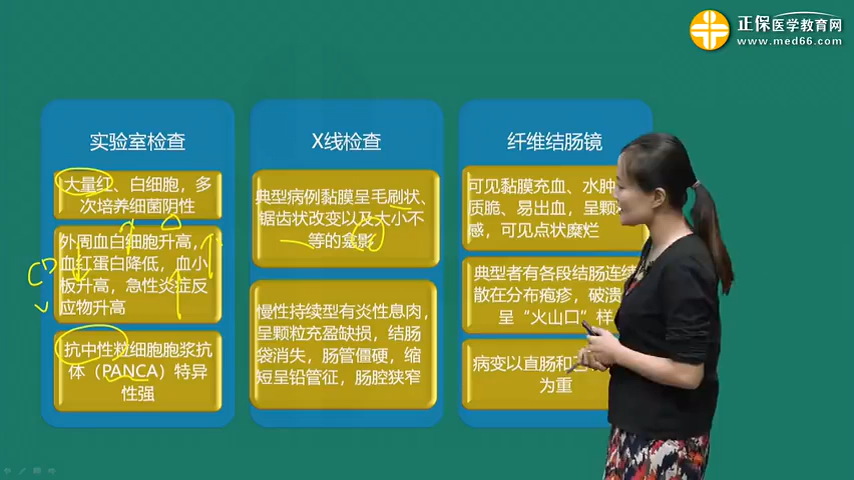 正保医学教育网
www.med66.com
实验室检查
大量红、白细胞，多
次培养细菌阴性
外周血白细胞升高，
血红蛋白降低，血小
板升高，急性炎症反
应物升高
抗中性粒细胞胞浆抗
体（PANCA）特异
性强
X线检查
典型病例黏膜呈毛刷状、
锯齿状改变以及大小不
等的龛影
慢性持续型有炎性息肉，
呈颗粒充盈缺损，结肠
袋消失，肠管僵硬，缩
短呈铅管征，肠腔狭窄
纤维结肠镜
可见黏膜充血、水肿
质脆、易出血，呈颗
感，可见点状糜烂
典型者有各段结肠连续
散在分布疱疹，破溃
呈“火山口”样
病变以直肠和
为重